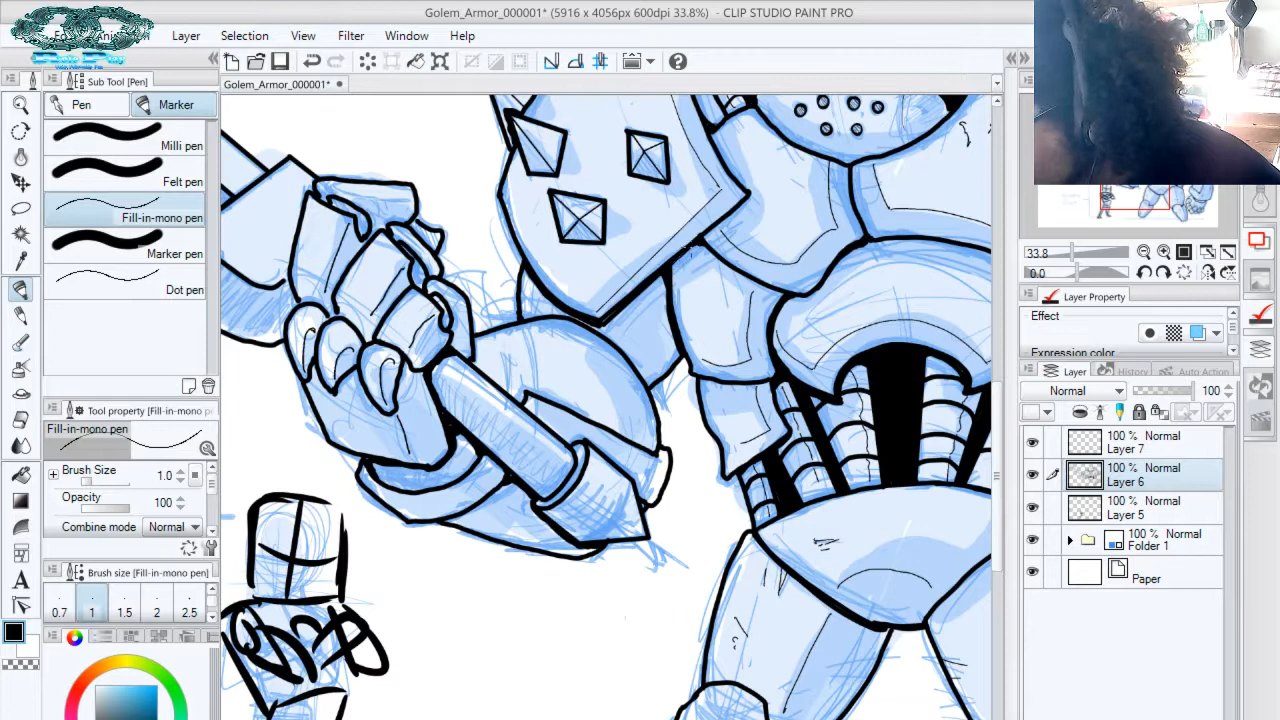 Golem_Armor_000001* (5916 x 4056px 600dpi 33.8%) - CLIP STUDIO PAINT PRO
Layer Selection View Filter Window Help
Sub Tool [Pen]
Golem_Armor_000001*
Pen Marker
Milli pen
Felt pen
Fill-in-mono pen
Marker pen
Dot pen
Tool property [Fill-in-mono p
Fill-in-mono pen
Brush Size 1.0
Opacity 100
Combine mode Normal
Brush size [Fill-in-mono pen]
0.7 1 1.5 2 2.5
33.8
0.0
Layer Property
Effect
Expression color
Layer History Auto Action
Normal 100
100 % Normal
Layer 7
100 % Normal
Layer 6
100 % Normal
Layer 5
100 % Normal
Folder 1
Paper